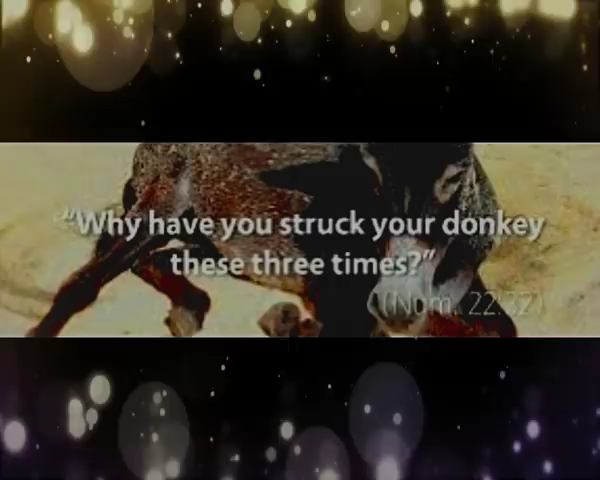 “Why have you struck your donkey
these three times?”
(Num. 22:32)